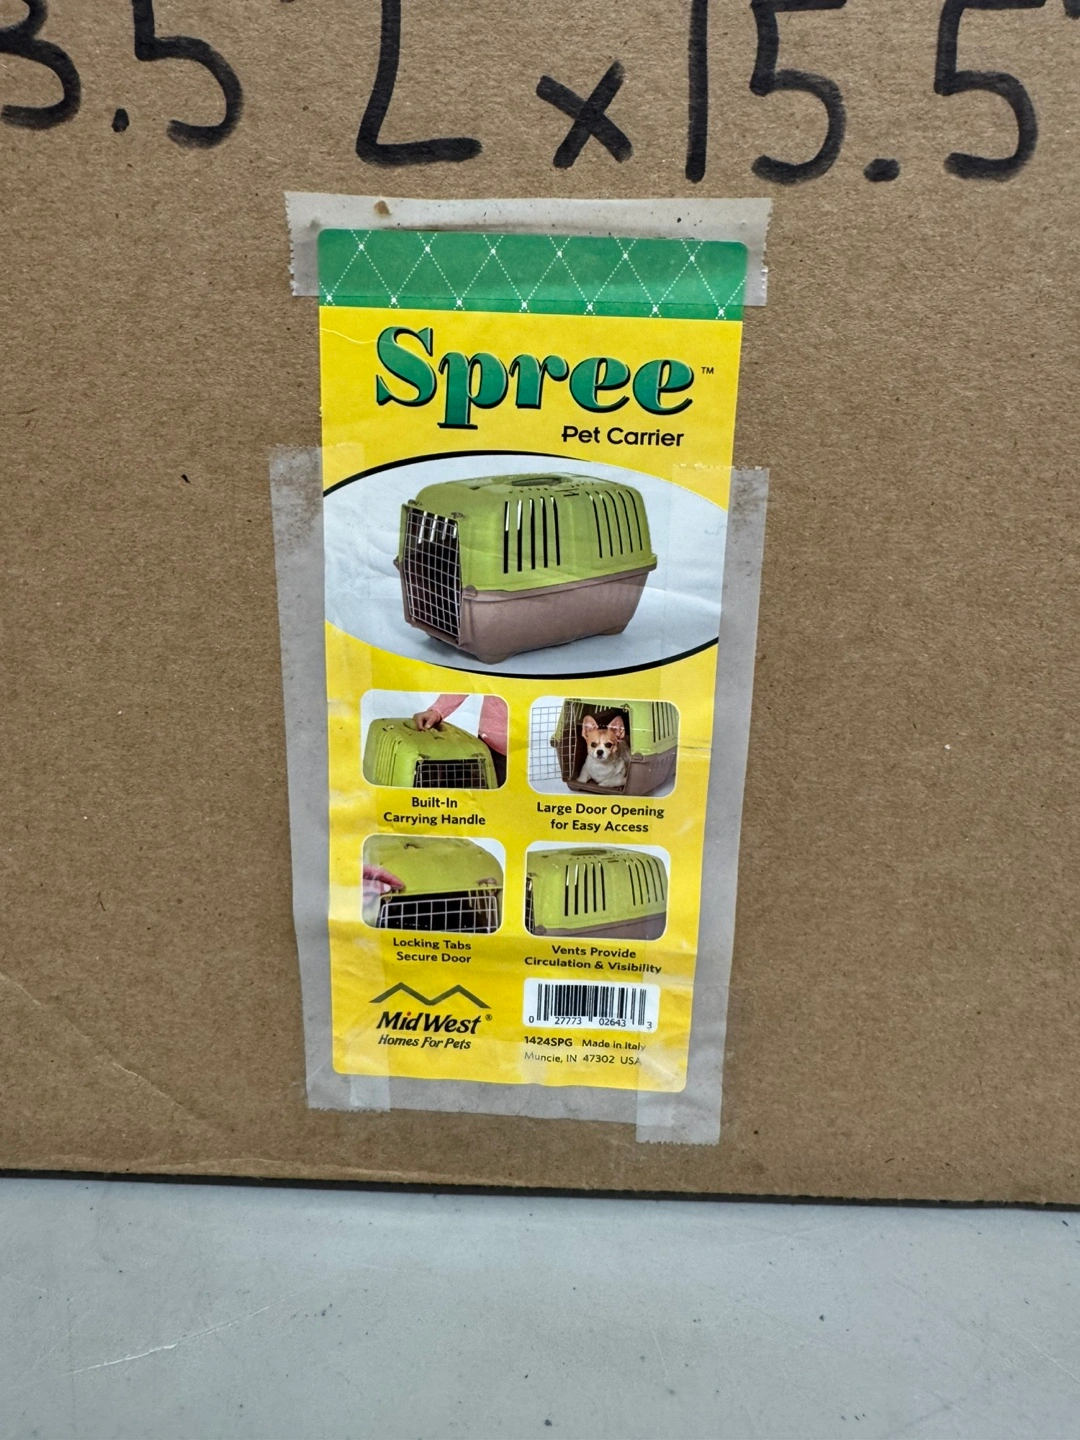 3.5 L x 15.5"
Spree™
Pet Carrier
Built-In
Carrying Handle
Large Door Opening
for Easy Access
Locking Tabs
Secure Door
Vents Provide
Circulation & Visibility
MidWest®
Homes For Pets
0 27773 02643 3
1424SPG Made in Italy
Muncie, IN 47302 USA